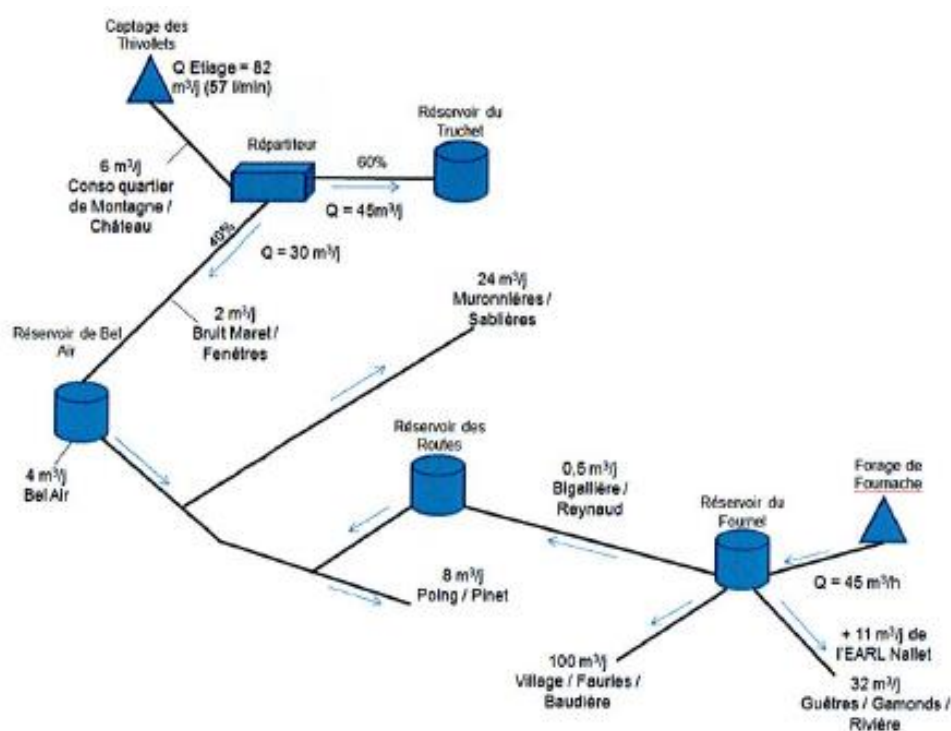 Captage des
Thivollets
Q Etiage = 82
m³/j (57 l/min)
Répartiteur
60%
Réservoir du
Truchet
6 m³/j
Conso quartier
de Montagne /
Château
Q = 45m³/j
40%
Q = 30 m³/j
24 m³/j
Muronnières /
Sablières
2 m³/j
Bruit Maret /
Fenêtres
Réservoir de Bel
Air
4 m³/j
Bel Air
Réservoir des
Routes
0,5 m³/j
Bigallière /
Reynaud
Réservoir du
Fournel
Forage de
Fournache
Q = 45 m³/h
8 m³/j
Poing / Pinet
+ 11 m³/j de
l'EARL Nallet
100 m³/j
Village / Fauries /
Baudière
32 m³/j
Guêtres / Gamonds /
Rivière